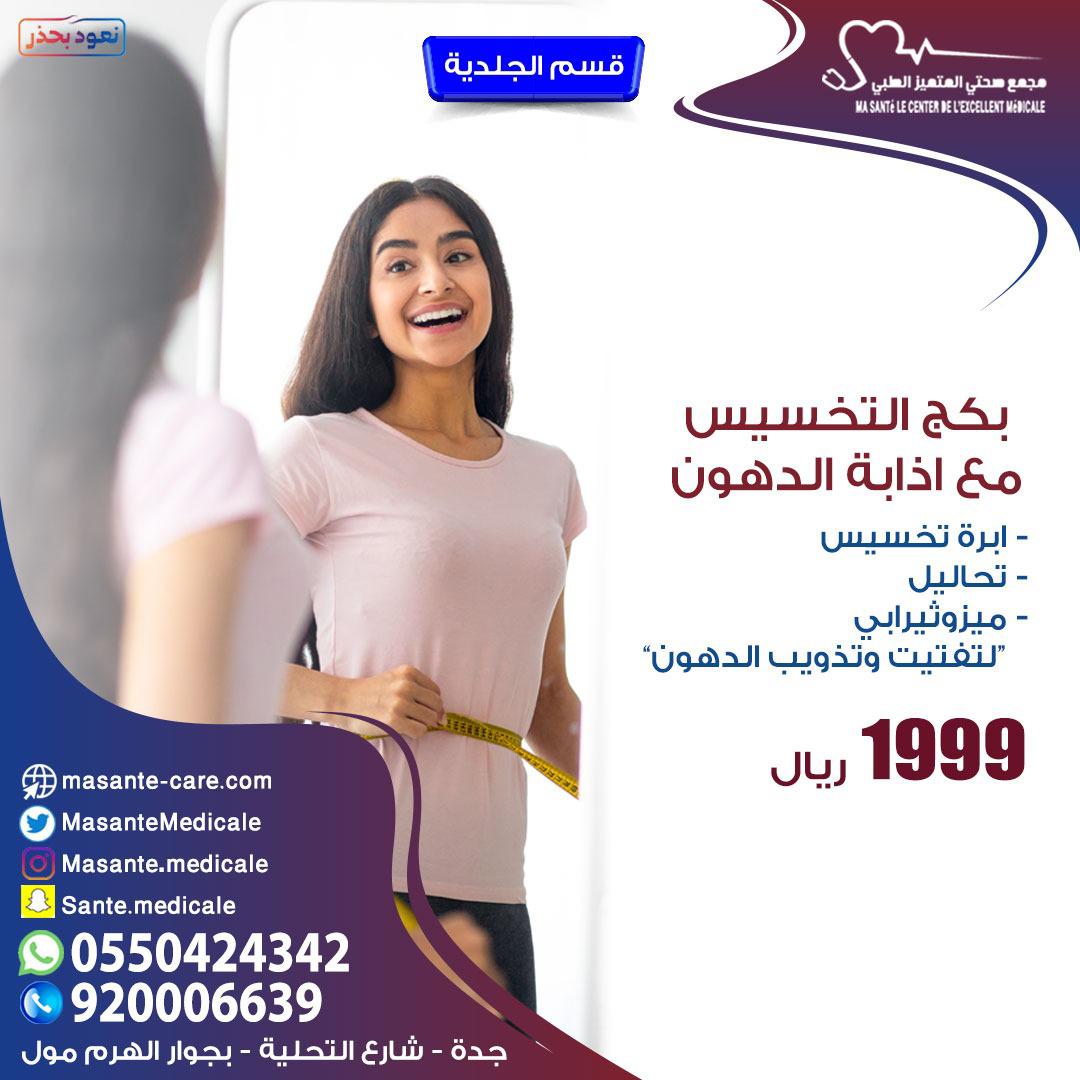 نعود بحذر
قسم الجلدية
مجمع صحتي المتميز الطبي
MA SANTÉ LE CENTER DE L'EXCELLENT MÉDICALE
بكج التخسيس
مع اذابة الدهون
- ابرة تخسيس
- تحاليل
- ميزوثيرابي
”لتفتيت وتذويب الدهون“
1999 ريال
masante-care.com
MasanteMedicale
Masante.medicale
Sante.medicale
0550424342
920006639
جدة - شارع التحلية - بجوار الهرم مول